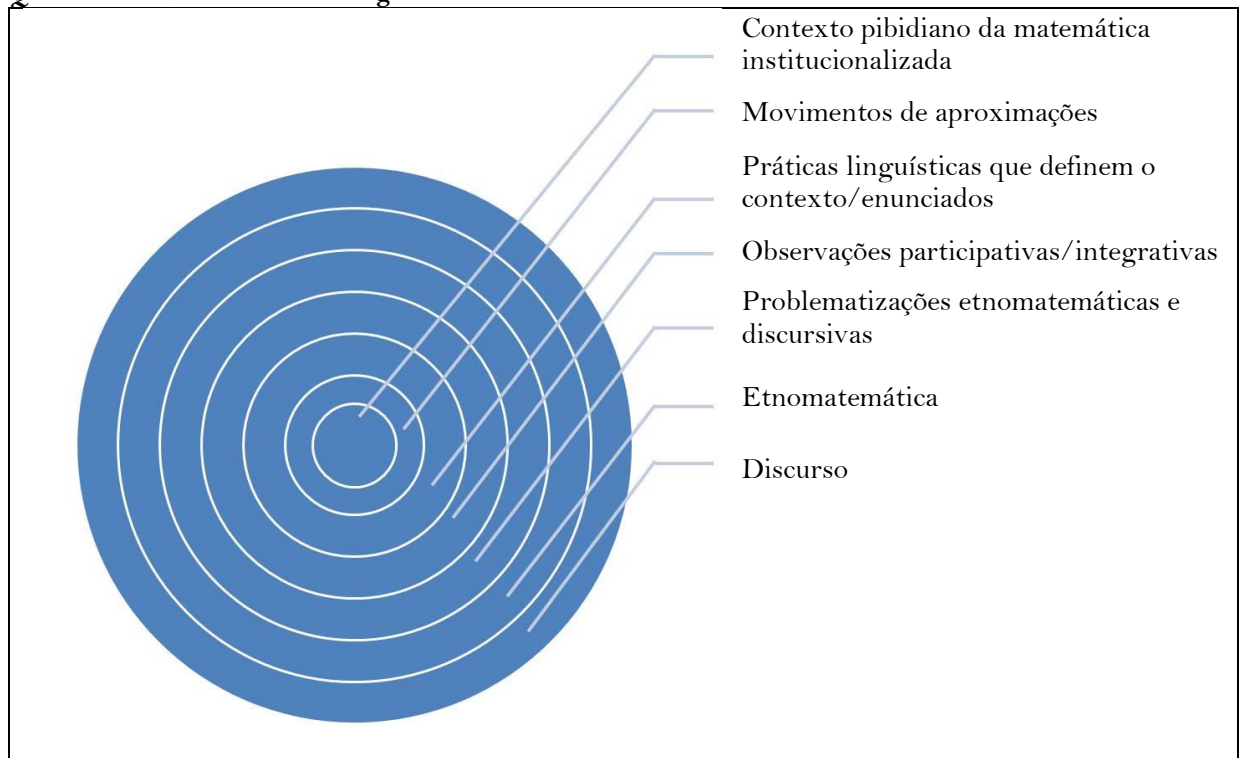 Contexto pibidiano da matemática
institucionalizada
Movimentos de aproximações
Práticas linguísticas que definem o
contexto/enunciados
Observações participativas/integrativas
Problematizações etnomatemáticas e
discursivas
Etnomatemática
Discurso